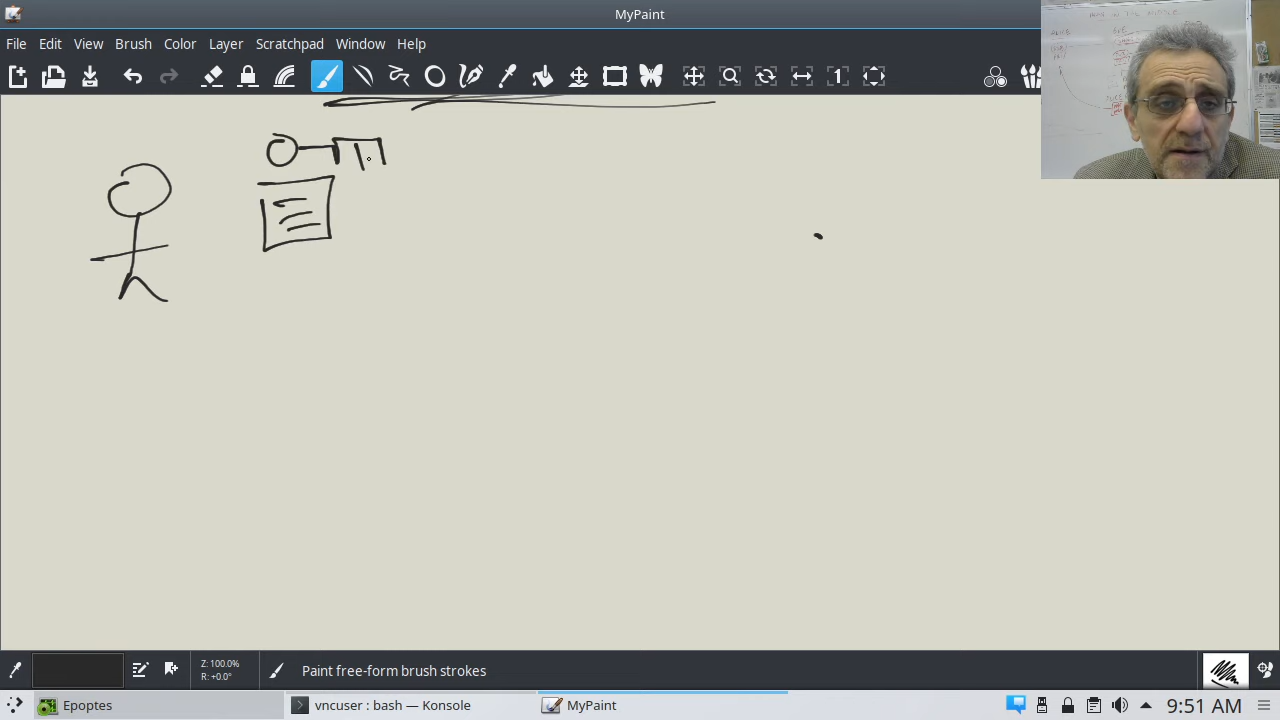 MyPaint
File Edit View Brush Color Layer Scratchpad Window Help
1
Z: 100.0%
R: +0.0°
Paint free-form brush strokes
Epoptes
vncuser : bash — Konsole
MyPaint
9:51 AM